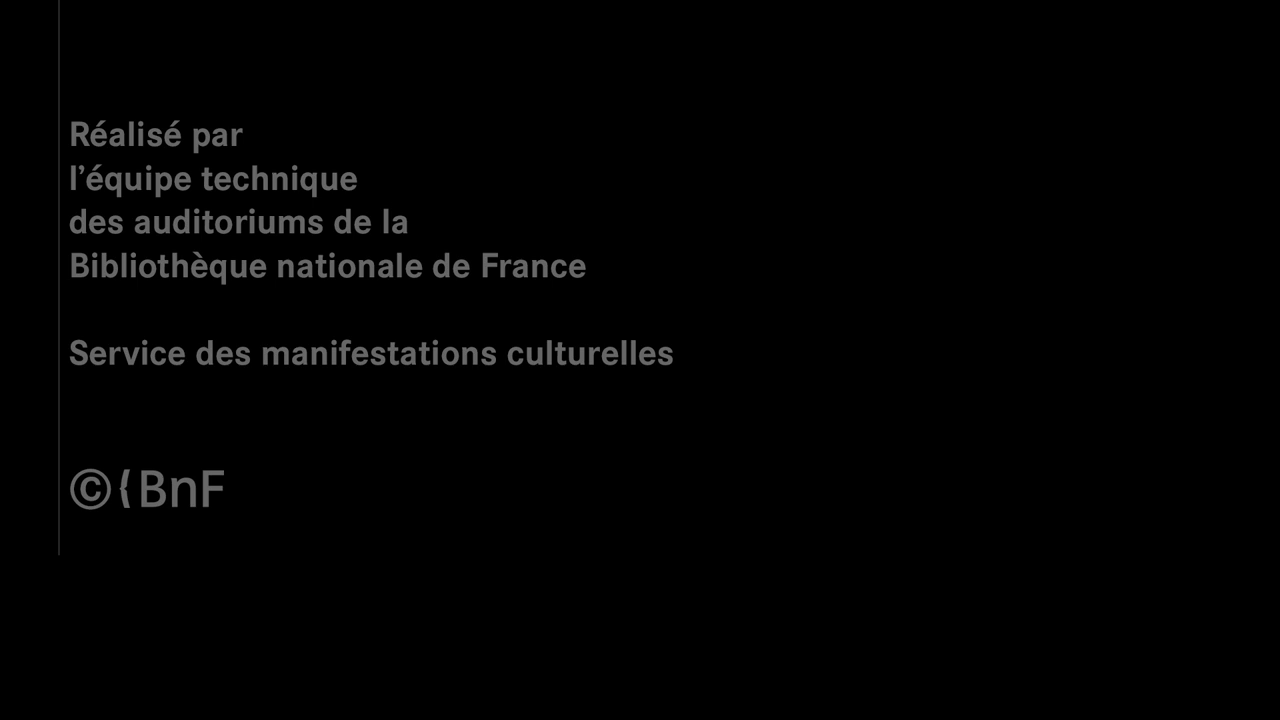 Réalisé par
l’équipe technique
des auditoriums de la
Bibliothèque nationale de France
Service des manifestations culturelles
©{BnF